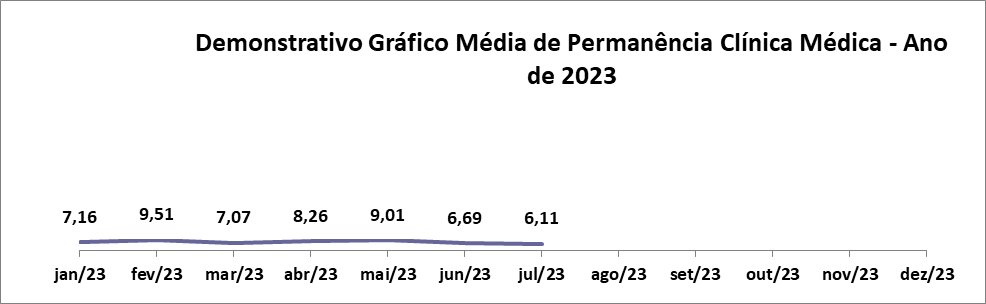 Demonstrativo Gráfico Média de Permanência Clínica Médica - Ano
de 2023
7,16 9,51 7,07 8,26 9,01 6,69 6,11
jan/23 fev/23 mar/23 abr/23 mai/23 jun/23 jul/23 ago/23 set/23 out/23 nov/23 dez/23